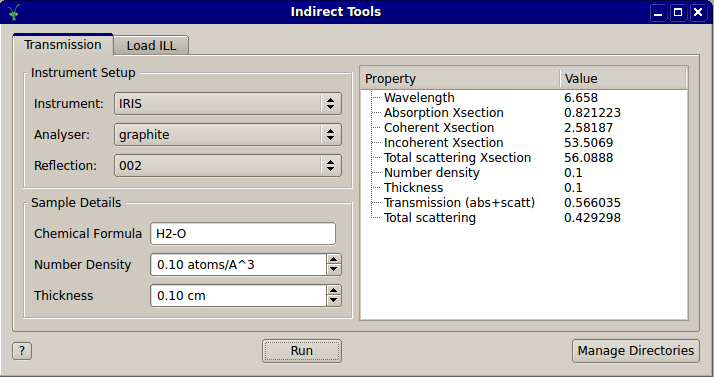 Indirect Tools
Transmission
Load ILL
Instrument Setup
Instrument: IRIS
Analyser: graphite
Reflection: 002
Sample Details
Chemical Formula H2-O
Number Density 0.10 atoms/A^3
Thickness 0.10 cm
Property Value
Wavelength 6.658
Absorption Xsection 0.821223
Coherent Xsection 2.58187
Incoherent Xsection 53.5069
Total scattering Xsection 56.0888
Number density 0.1
Thickness 0.1
Transmission (abs+scatt) 0.566035
Total scattering 0.429298
?
Run
Manage Directories